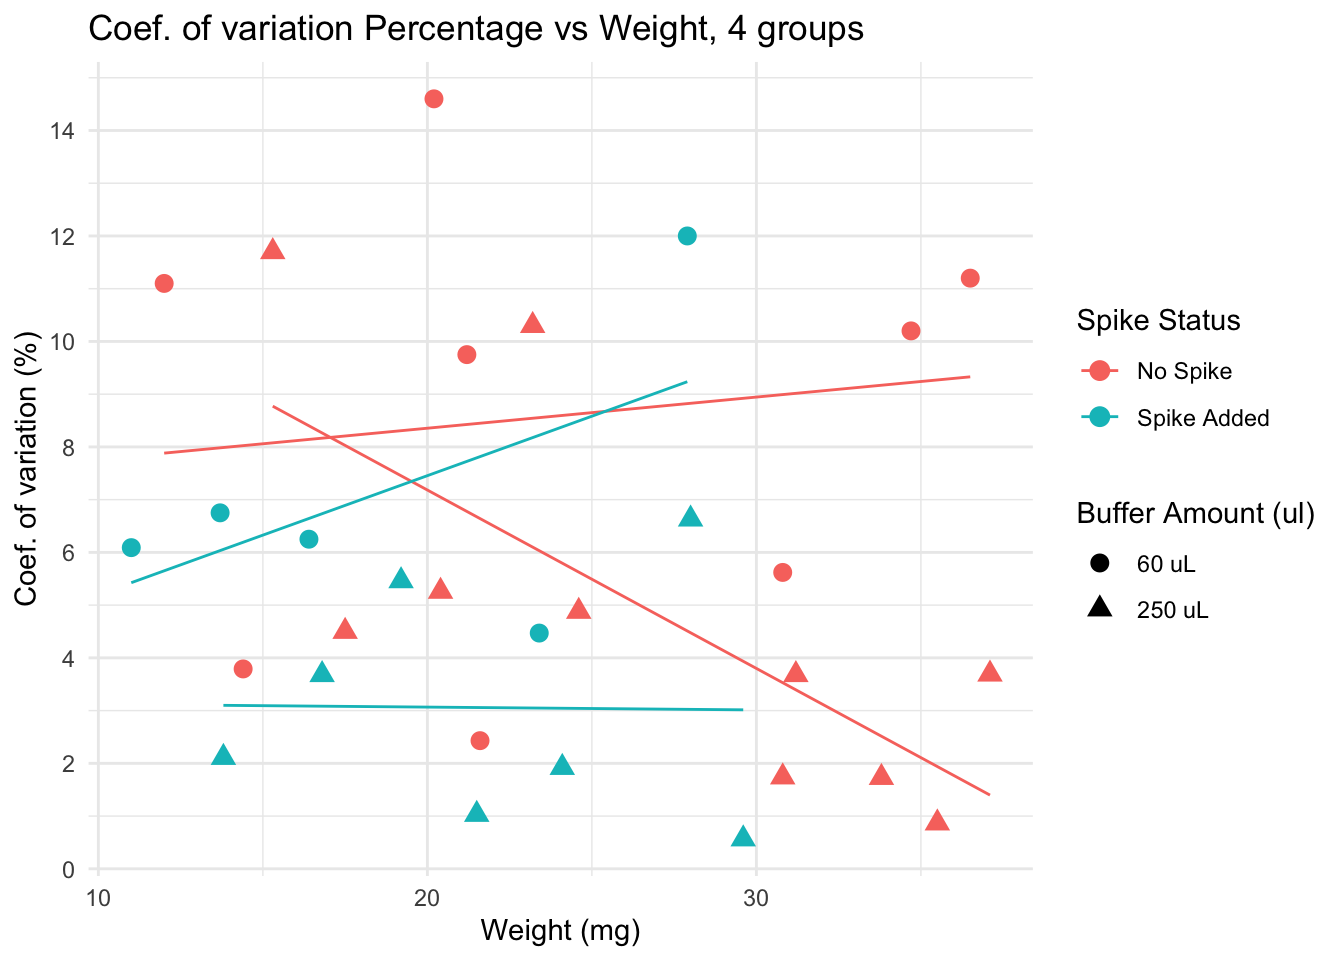 Coef. of variation Percentage vs Weight, 4 groups
14
12
10
8
6
4
2
0
Coef. of variation (%)
10 20 30
Weight (mg)
Spike Status
No Spike
Spike Added
Buffer Amount (ul)
60 uL
250 uL